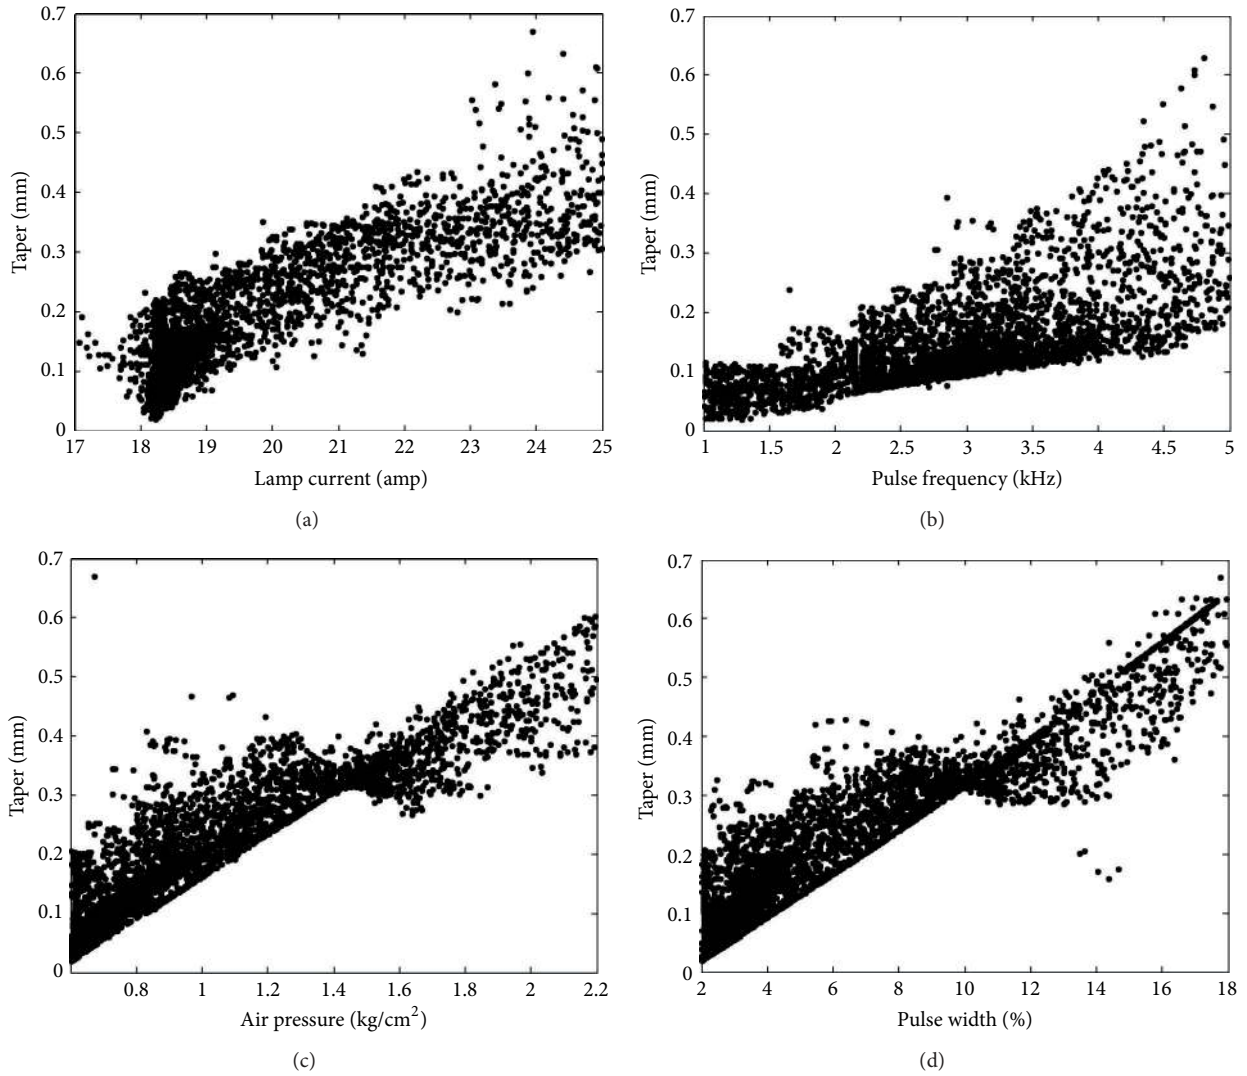 0.7
0.6
0.5
0.4
0.3
0.2
0.1
0
Taper (mm)
17 18 19 20 21 22 23 24 25
Lamp current (amp)
(a)
0.7
0.6
0.5
0.4
0.3
0.2
0.1
0
Taper (mm)
1 1.5 2 2.5 3 3.5 4 4.5 5
Pulse frequency (kHz)
(b)
0.7
0.6
0.5
0.4
0.3
0.2
0.1
0
Taper (mm)
0.8 1 1.2 1.4 1.6 1.8 2 2.2
Air pressure (kg/cm²)
(c)
0.7
0.6
0.5
0.4
0.3
0.2
0.1
0
Taper (mm)
2 4 6 8 10 12 14 16 18
Pulse width (%)
(d)